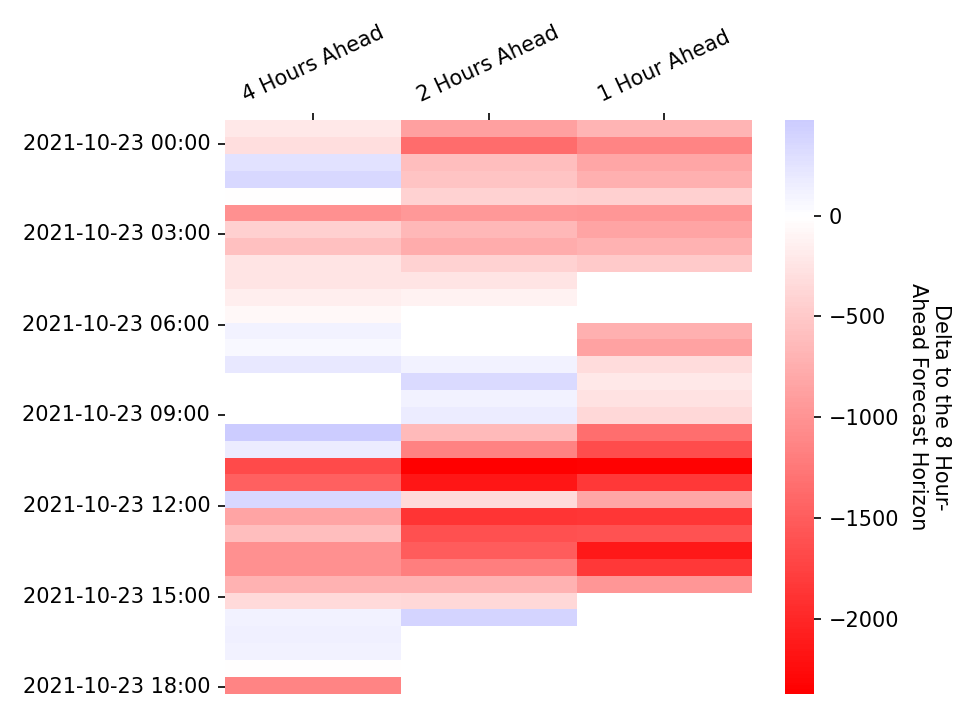 4 Hours Ahead
2 Hours Ahead
1 Hour Ahead
2021-10-23 00:00
2021-10-23 03:00
2021-10-23 06:00
2021-10-23 09:00
2021-10-23 12:00
2021-10-23 15:00
2021-10-23 18:00
0
−500
−1000
−1500
−2000
Delta to the 8 Hour-
Ahead Forecast Horizon